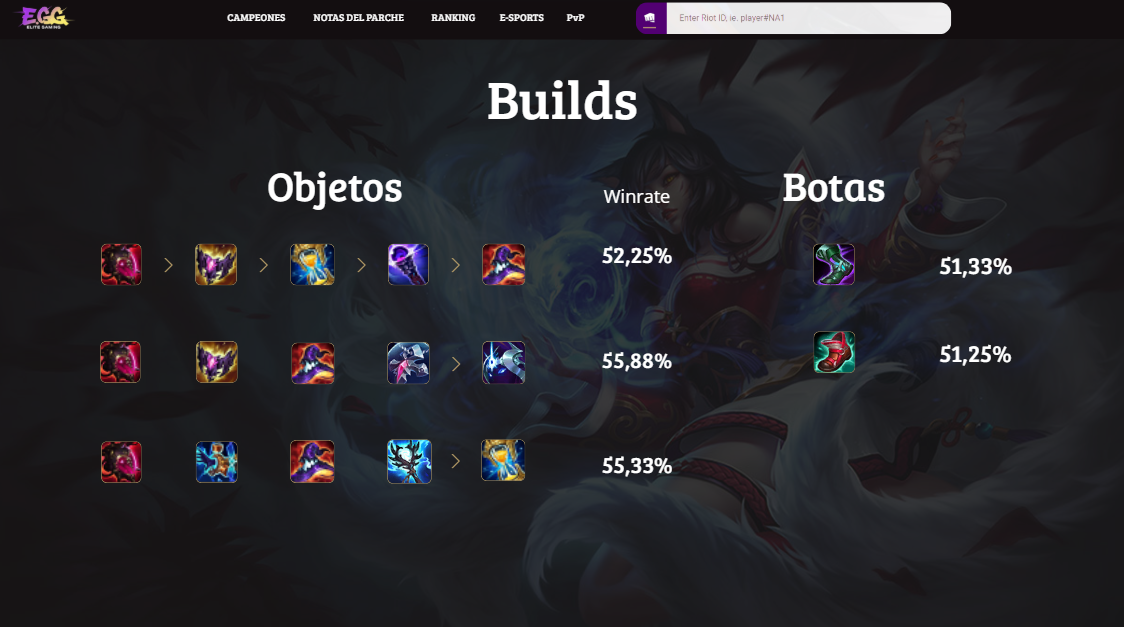 E.G.G
ELITE GAMING
CAMPEONES NOTAS DEL PARCHE RANKING E-SPORTS PvP
Enter Riot ID, ie. player#NA1
Builds
Objetos Winrate Botas
52,25% 51,33%
55,88% 51,25%
55,33%